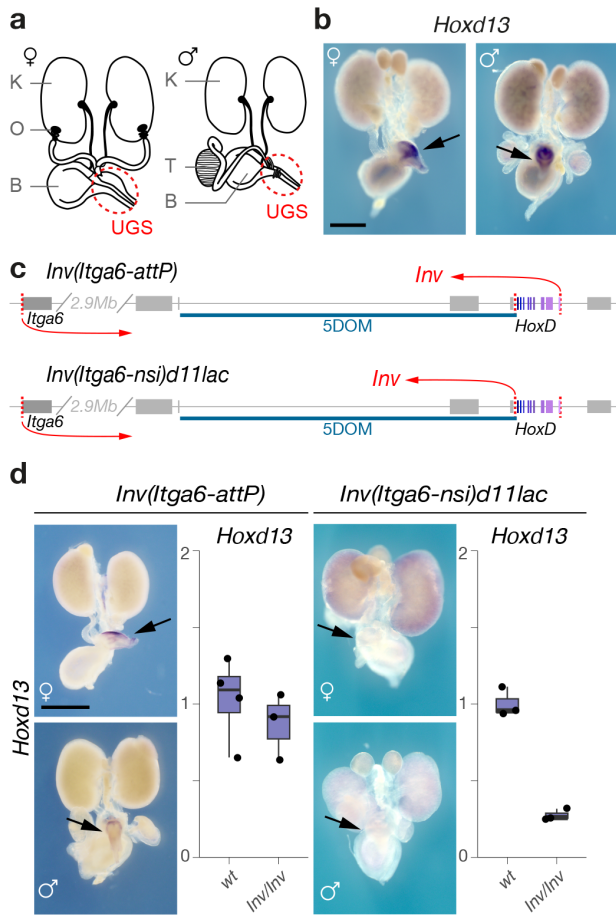 a
♀
♂
K
O
B
UGS
K
T
B
UGS
b
Hoxd13
♀
♂
c
Inv(Itga6-attP)
Inv
2.9Mb
Itga6
5DOM
HoxD
Inv(Itga6-nsi)d11lac
Inv
2.9Mb
Itga6
5DOM
HoxD
d
Inv(Itga6-attP)
Inv(Itga6-nsi)d11lac
Hoxd13
♀
♂
Hoxd13
2
1
0
wt
Inv/Inv
♀
♂
Hoxd13
2
1
0
wt
Inv/Inv